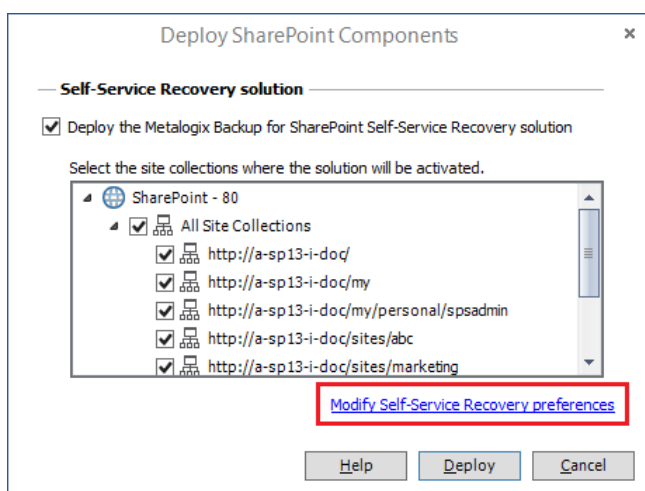 Deploy SharePoint Components
Self-Service Recovery solution
Deploy the Metalogix Backup for SharePoint Self-Service Recovery solution
Select the site collections where the solution will be activated.
SharePoint - 80
All Site Collections
http://a-sp13-i-doc/
http://a-sp13-i-doc/my
http://a-sp13-i-doc/my/personal/spsadmin
http://a-sp13-i-doc/sites/abc
http://a-sp13-i-doc/sites/marketing
Modify Self-Service Recovery preferences
Help Deploy Cancel